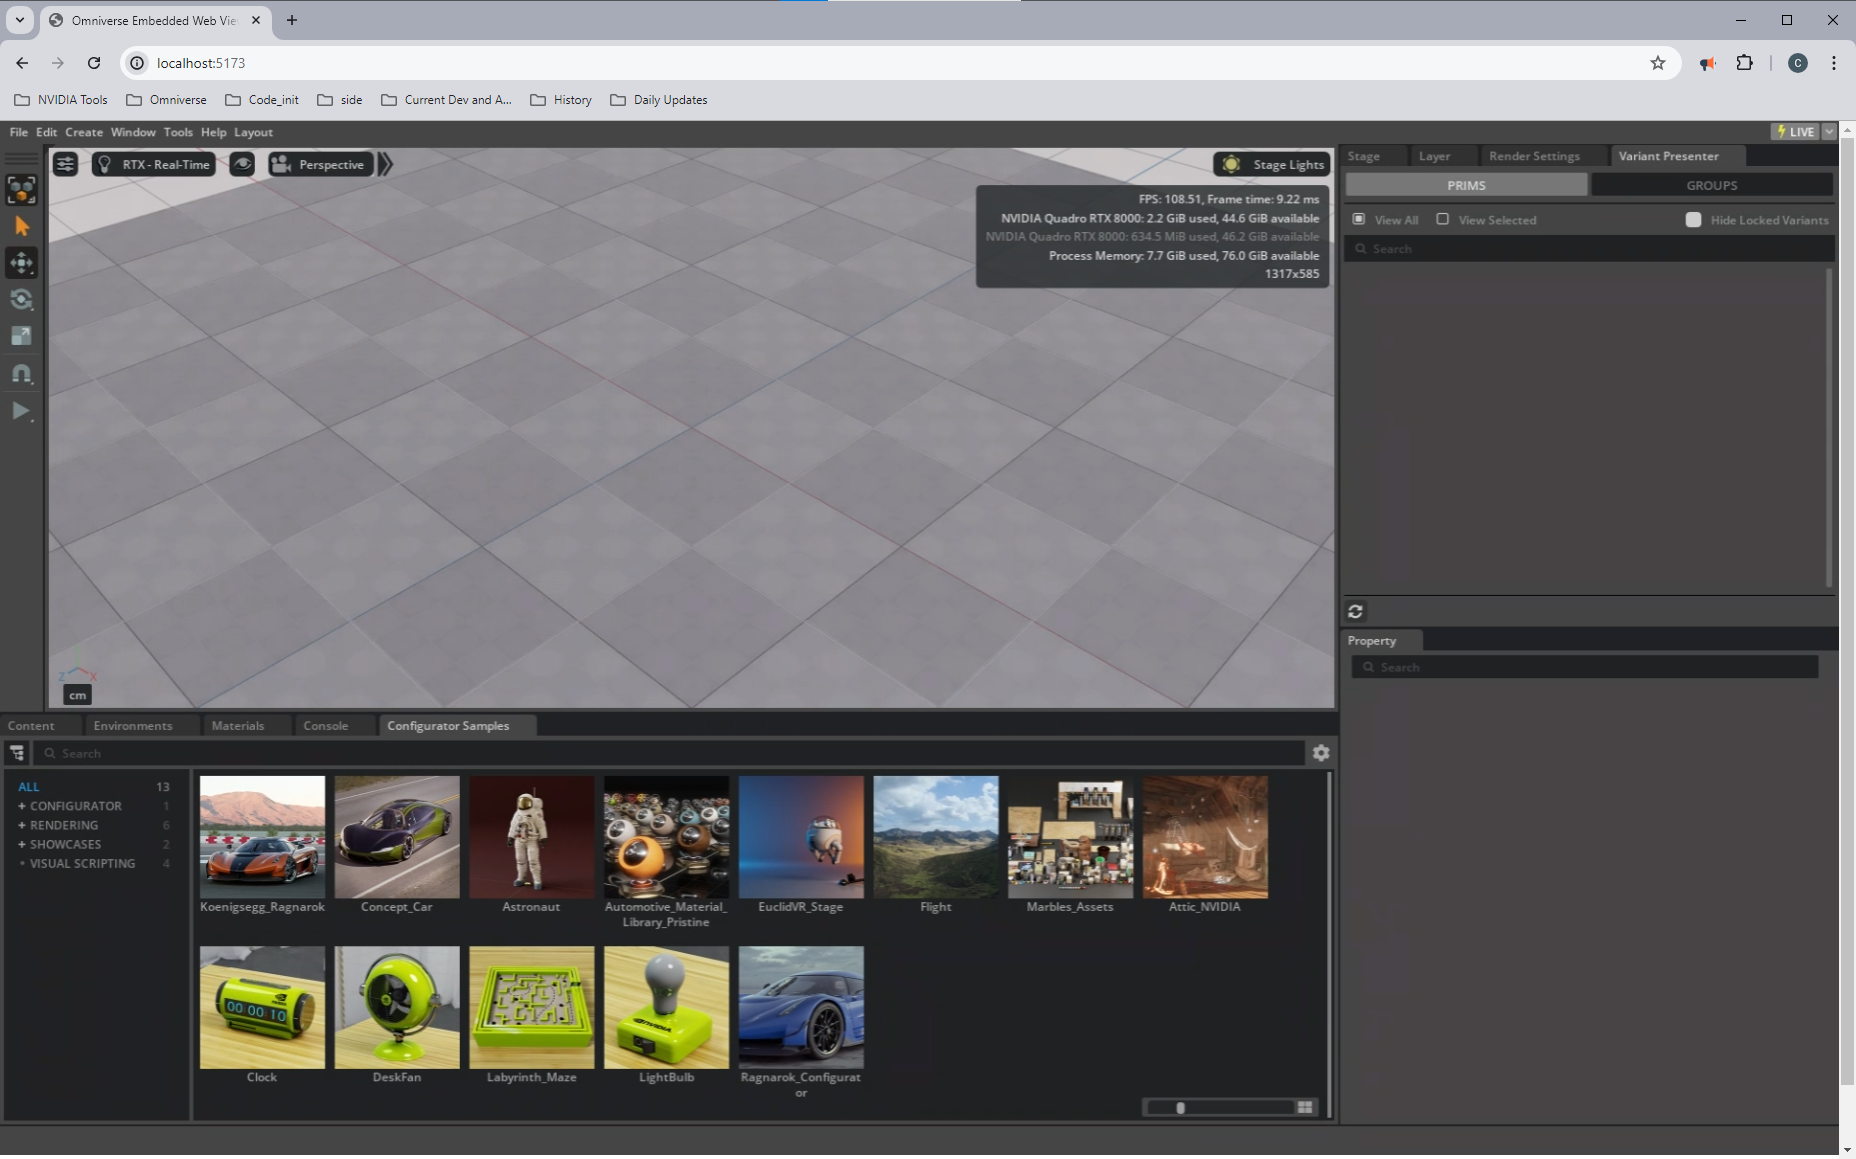 Omniverse Embedded Web Vie
localhost:5173
NVIDIA Tools
Omniverse
Code_init
side
Current Dev and A...
History
Daily Updates
C
File Edit Create Window Tools Help Layout
LIVE
RTX - Real-Time
Perspective
Stage Lights
FPS: 108.51, Frame time: 9.22 ms
NVIDIA Quadro RTX 8000: 2.2 GiB used, 44.6 GiB available
NVIDIA Quadro RTX 8000: 634.5 MiB used, 46.2 GiB available
Process Memory: 7.7 GiB used, 76.0 GiB available
1317x585
Z X
cm
Stage Layer Render Settings Variant Presenter
PRIMS GROUPS
View All View Selected Hide Locked Variants
Search
Property
Search
Content Environments Materials Console Configurator Samples
Search
ALL 13
+ CONFIGURATOR 1
+ RENDERING 6
+ SHOWCASES 2
VISUAL SCRIPTING 4
Koenigsegg_Ragnarok
Concept_Car
Astronaut
Automotive_Material_
Library_Pristine
EuclidVR_Stage
Flight
Marbles_Assets
Attic_NVIDIA
00:00:10
Clock
DeskFan
Labyrinth_Maze
NVIDIA
LightBulb
Ragnarok_Configurat
or